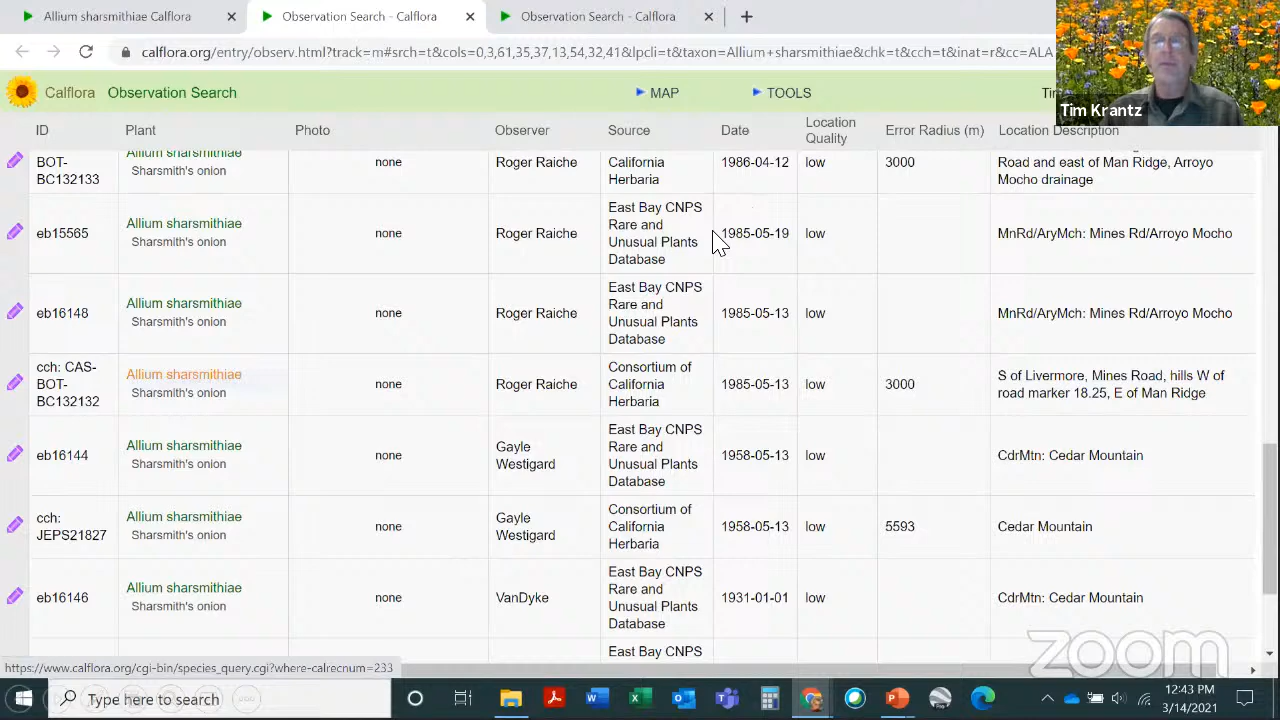 Allium sharsmithiae Calflora
Observation Search - Calflora
Observation Search - Calflora
calflora.org/entry/observ.html?track=m#srch=t&cols=0,3,61,35,37,13,54,32,41&lpcli=t&taxon=Allium+sharsmithiae&chk=t&cch=t&inat=r&cc=ALA
Tim Krantz
Calflora Observation Search MAP TOOLS
ID Plant Photo Observer Source Date Location Quality Error Radius (m) Location Description
BOT-
BC132133
Allium sharsmithiae
Sharsmith's onion
none
Roger Raiche
California
Herbaria
1986-04-12
low
3000
Road and east of Man Ridge, Arroyo
Mocho drainage
eb15565
Allium sharsmithiae
Sharsmith's onion
none
Roger Raiche
East Bay CNPS
Rare and
Unusual Plants
Database
1985-05-19
low
MnRd/AryMch: Mines Rd/Arroyo Mocho
eb16148
Allium sharsmithiae
Sharsmith's onion
none
Roger Raiche
East Bay CNPS
Rare and
Unusual Plants
Database
1985-05-13
low
MnRd/AryMch: Mines Rd/Arroyo Mocho
cch: CAS-
BOT-
BC132132
Allium sharsmithiae
Sharsmith's onion
none
Roger Raiche
Consortium of
California
Herbaria
1985-05-13
low
3000
S of Livermore, Mines Road, hills W of
road marker 18.25, E of Man Ridge
eb16144
Allium sharsmithiae
Sharsmith's onion
none
Gayle
Westigard
East Bay CNPS
Rare and
Unusual Plants
Database
1958-05-13
low
CdrMtn: Cedar Mountain
cch:
JEPS21827
Allium sharsmithiae
Sharsmith's onion
none
Gayle
Westigard
Consortium of
California
Herbaria
1958-05-13
low
5593
Cedar Mountain
eb16146
Allium sharsmithiae
Sharsmith's onion
none
VanDyke
East Bay CNPS
Rare and
Unusual Plants
Database
1931-01-01
low
CdrMtn: Cedar Mountain
East Bay CNPS
zoom
https://www.calflora.org/cgi-bin/species_query.cgi?where-calrecnum=233
Type here to search
12:43 PM
3/14/2021